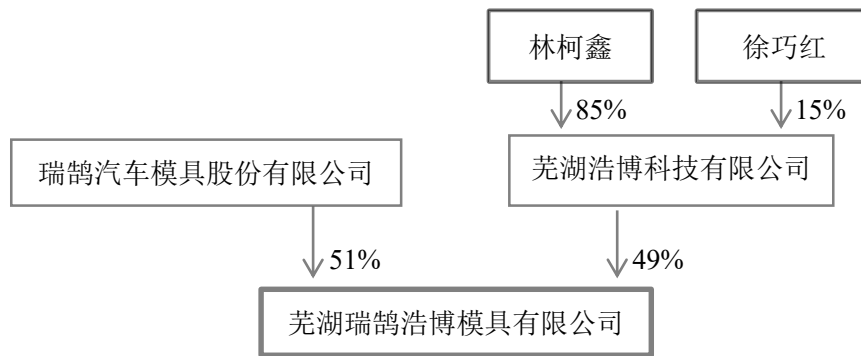 林柯鑫
徐巧红
85%
15%
瑞鹄汽车模具股份有限公司
芜湖浩博科技有限公司
51%
49%
芜湖瑞鹄浩博模具有限公司